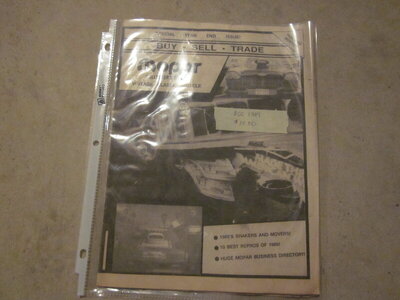 SPECIAL YEAR END ISSUE!
BUY • SELL • TRADE
mopar
DEC 1989
● 1989'S SHAKERS AND MOVERS!
● 10 BEST REPROS OF 1989!
● HUGE MOPAR BUSINESS DIRECTORY!